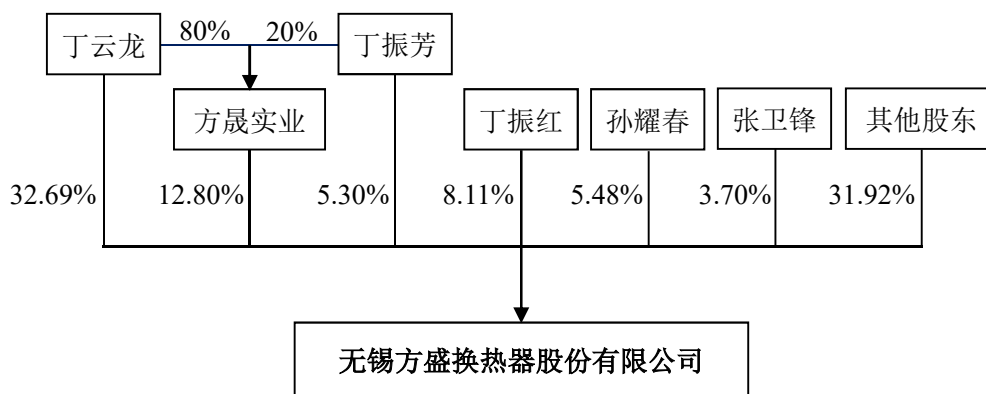 丁云龙
80%
20%
丁振芳
方晟实业
丁振红
孙耀春
张卫锋
其他股东
32.69%
12.80%
5.30%
8.11%
5.48%
3.70%
31.92%
无锡方盛换热器股份有限公司